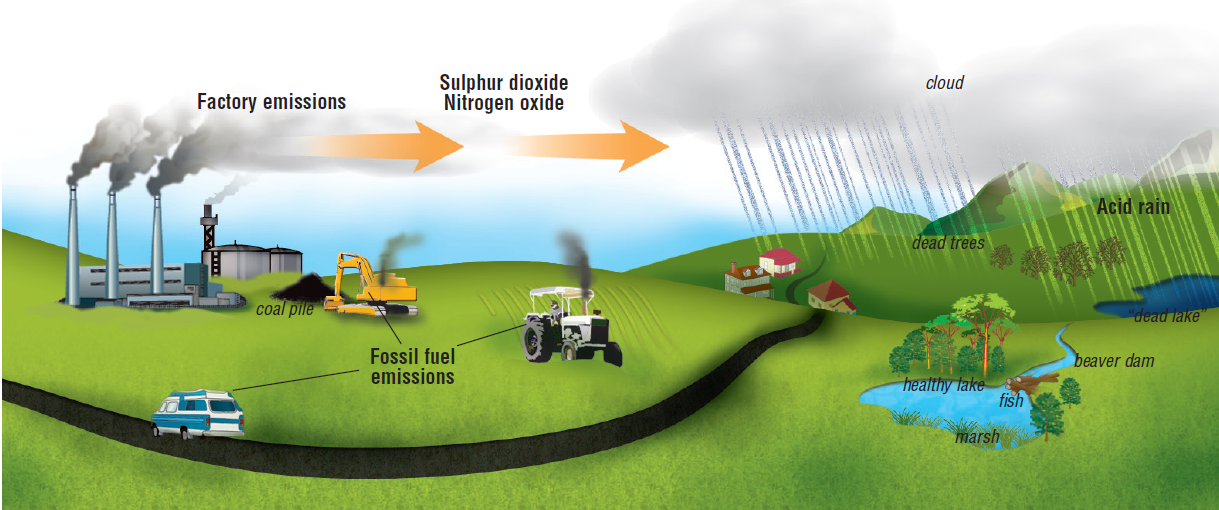 Factory emissions
Sulphur dioxide
Nitrogen oxide
cloud
Acid rain
dead trees
coal pile
"dead lake"
Fossil fuel
emissions
beaver dam
healthy lake
fish
marsh